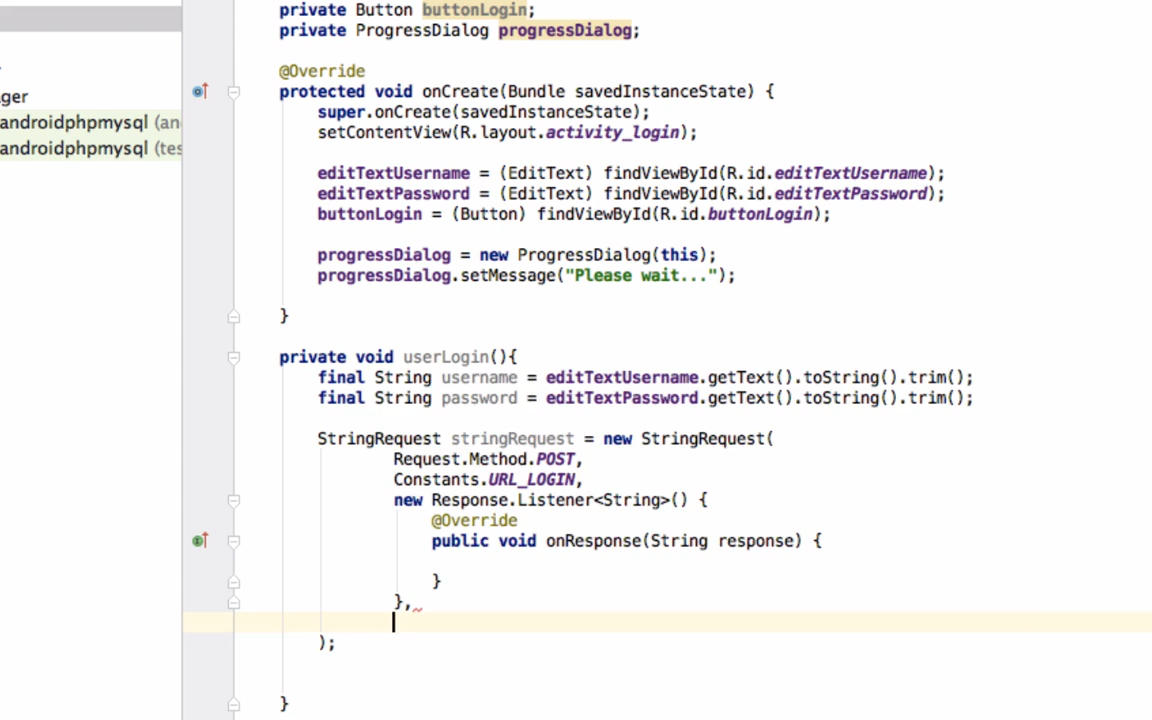 private Button buttonLogin;
private ProgressDialog progressDialog;
@Override
protected void onCreate(Bundle savedInstanceState) {
super.onCreate(savedInstanceState);
setContentView(R.layout.activity_login);
editTextUsername = (EditText) findViewById(R.id.editTextUsername);
editTextPassword = (EditText) findViewById(R.id.editTextPassword);
buttonLogin = (Button) findViewById(R.id.buttonLogin);
progressDialog = new ProgressDialog(this);
progressDialog.setMessage("Please wait...");
}
private void userLogin(){
final String username = editTextUsername.getText().toString().trim();
final String password = editTextPassword.getText().toString().trim();
StringRequest stringRequest = new StringRequest(
Request.Method.POST,
Constants.URL_LOGIN,
new Response.Listener<String>() {
@Override
public void onResponse(String response) {
}
},
);
}
ger
androidphpmysql (an
androidphpmysql (tes